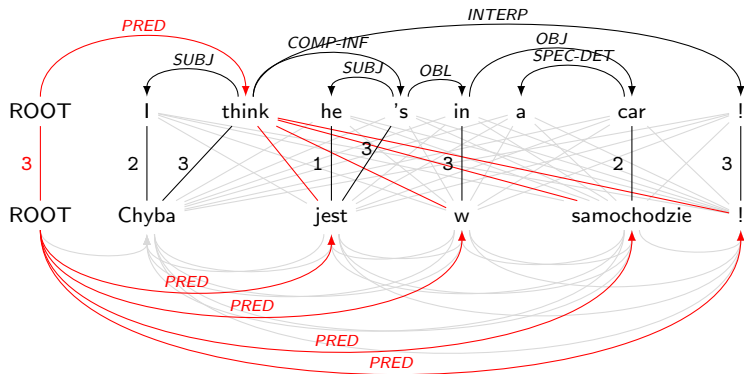 INTERP
PRED
COMP-INF OBJ
SUBJ SUBJ OBL SPEC-DET
ROOT I think he 's in a car !
3 2 3 1 3 3 2 3
ROOT Chyba jest w samochodzie !
PRED
PRED
PRED
PRED